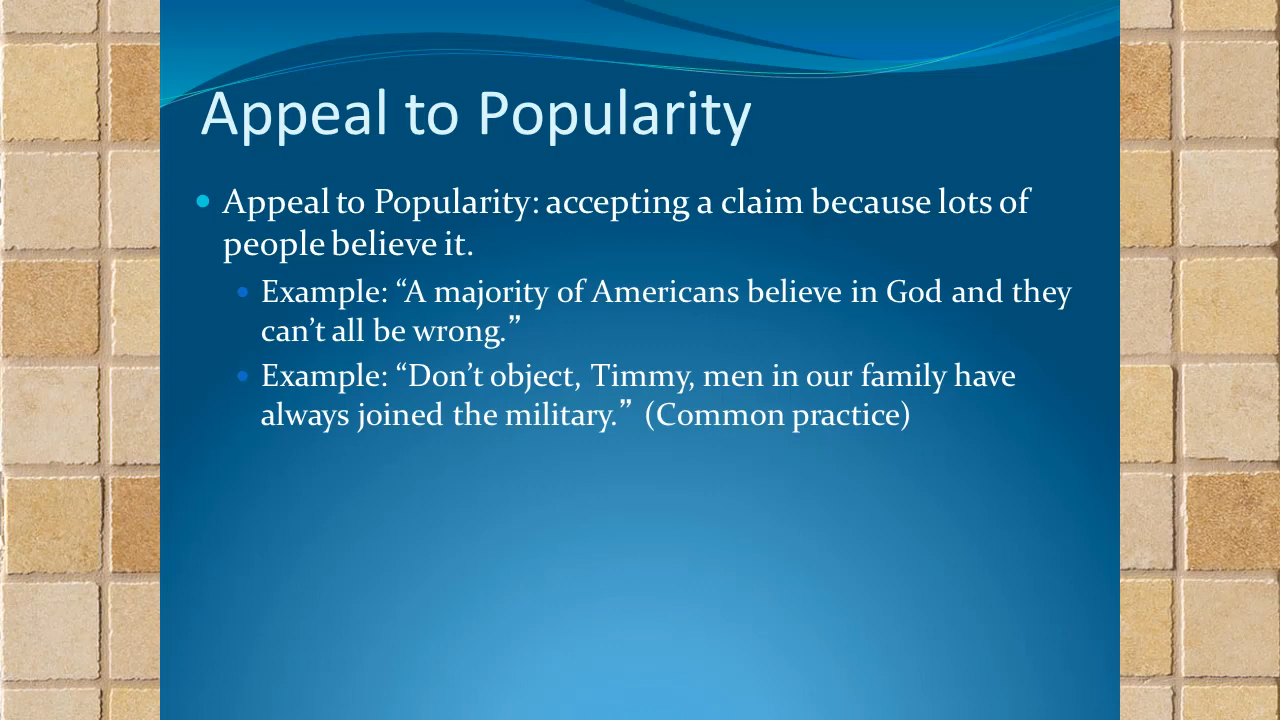 Appeal to Popularity
Appeal to Popularity: accepting a claim because lots of
people believe it.
Example: “A majority of Americans believe in God and they
can’t all be wrong.”
Example: “Don’t object, Timmy, men in our family have
always joined the military.” (Common practice)